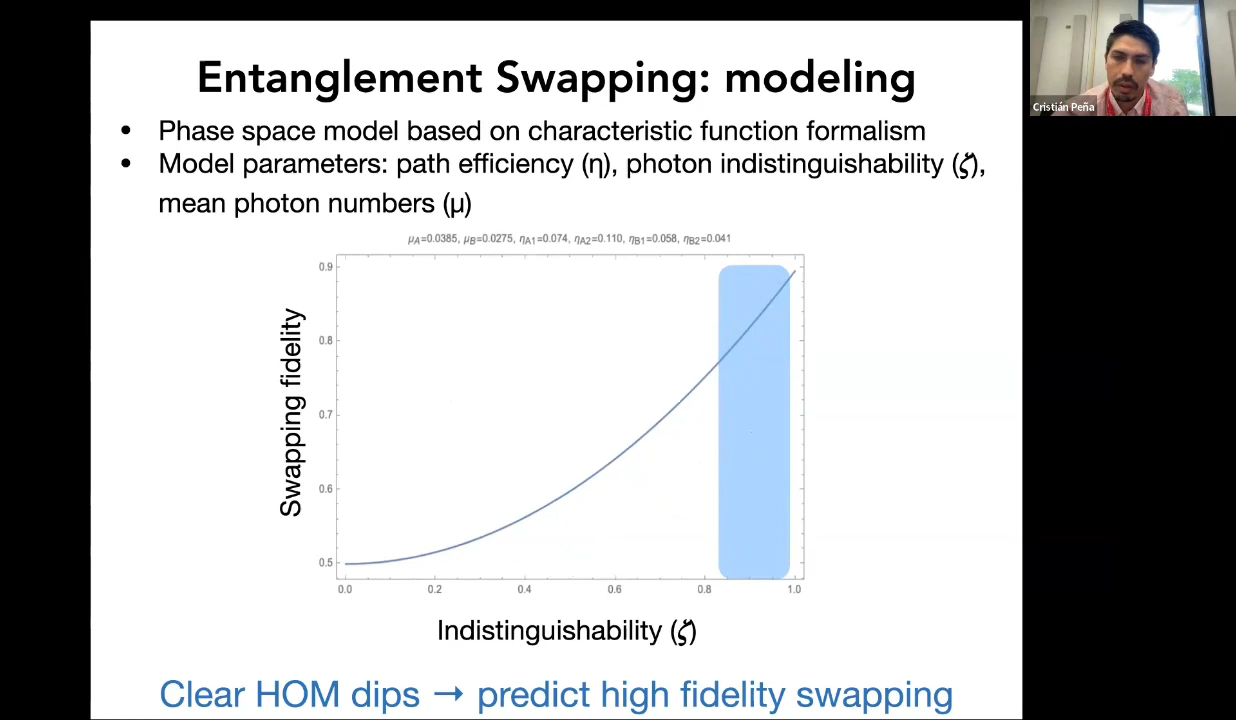 Entanglement Swapping: modeling
• Phase space model based on characteristic function formalism
• Model parameters: path efficiency (η), photon indistinguishability (ζ),
mean photon numbers (μ)
μA=0.0385, μB=0.0275, ηA1=0.074, ηA2=0.110, ηB1=0.058, ηB2=0.041
Swapping fidelity
0.9
0.8
0.7
0.6
0.5
0.0 0.2 0.4 0.6 0.8 1.0
Indistinguishability (ζ)
Clear HOM dips → predict high fidelity swapping
Cristián Peña